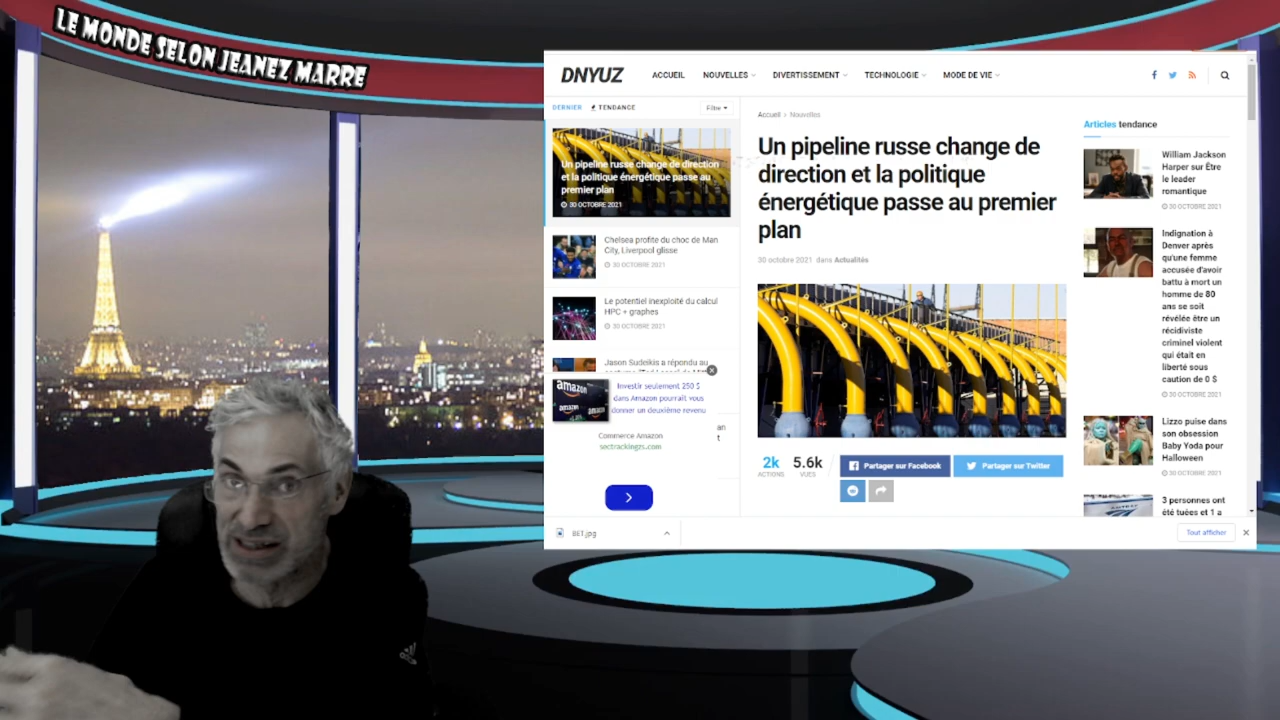 LE MONDE SELON JEANEZ MARRE
DNYUZ
ACCUEIL
NOUVELLES
DIVERTISSEMENT
TECHNOLOGIE
MODE DE VIE
DERNIER
TENDANCE
Filtre
Un pipeline russe change de direction
et la politique énergétique passe au
premier plan
30 OCTOBRE 2021
Chelsea profite du choc de Man
City, Liverpool glisse
30 OCTOBRE 2021
Le potentiel inexploité du calcul
HPC + graphes
30 OCTOBRE 2021
Jason Sudeikis a répondu au
amazon
Investir seulement 250 $
dans Amazon pourrait vous
donner un deuxième revenu
Commerce Amazon
sectrackingzs.com
an
t
Accueil > Nouvelles
Un pipeline russe change de
direction et la politique
énergétique passe au premier
plan
30 octobre 2021 dans Actualités
2k
ACTIONS
5.6k
VUES
Partager sur Facebook
Partager sur Twitter
Articles tendance
William Jackson
Harper sur Être
le leader
romantique
30 OCTOBRE 2021
Indignation à
Denver après
qu'une femme
accusée d'avoir
battu à mort un
homme de 80
ans se soit
révélée être un
récidiviste
criminel violent
qui était en
liberté sous
caution de 0 $
30 OCTOBRE 2021
Lizzo puise dans
son obsession
Baby Yoda pour
Halloween
30 OCTOBRE 2021
3 personnes ont
été tuées et 1 a
BET.jpg
Tout afficher